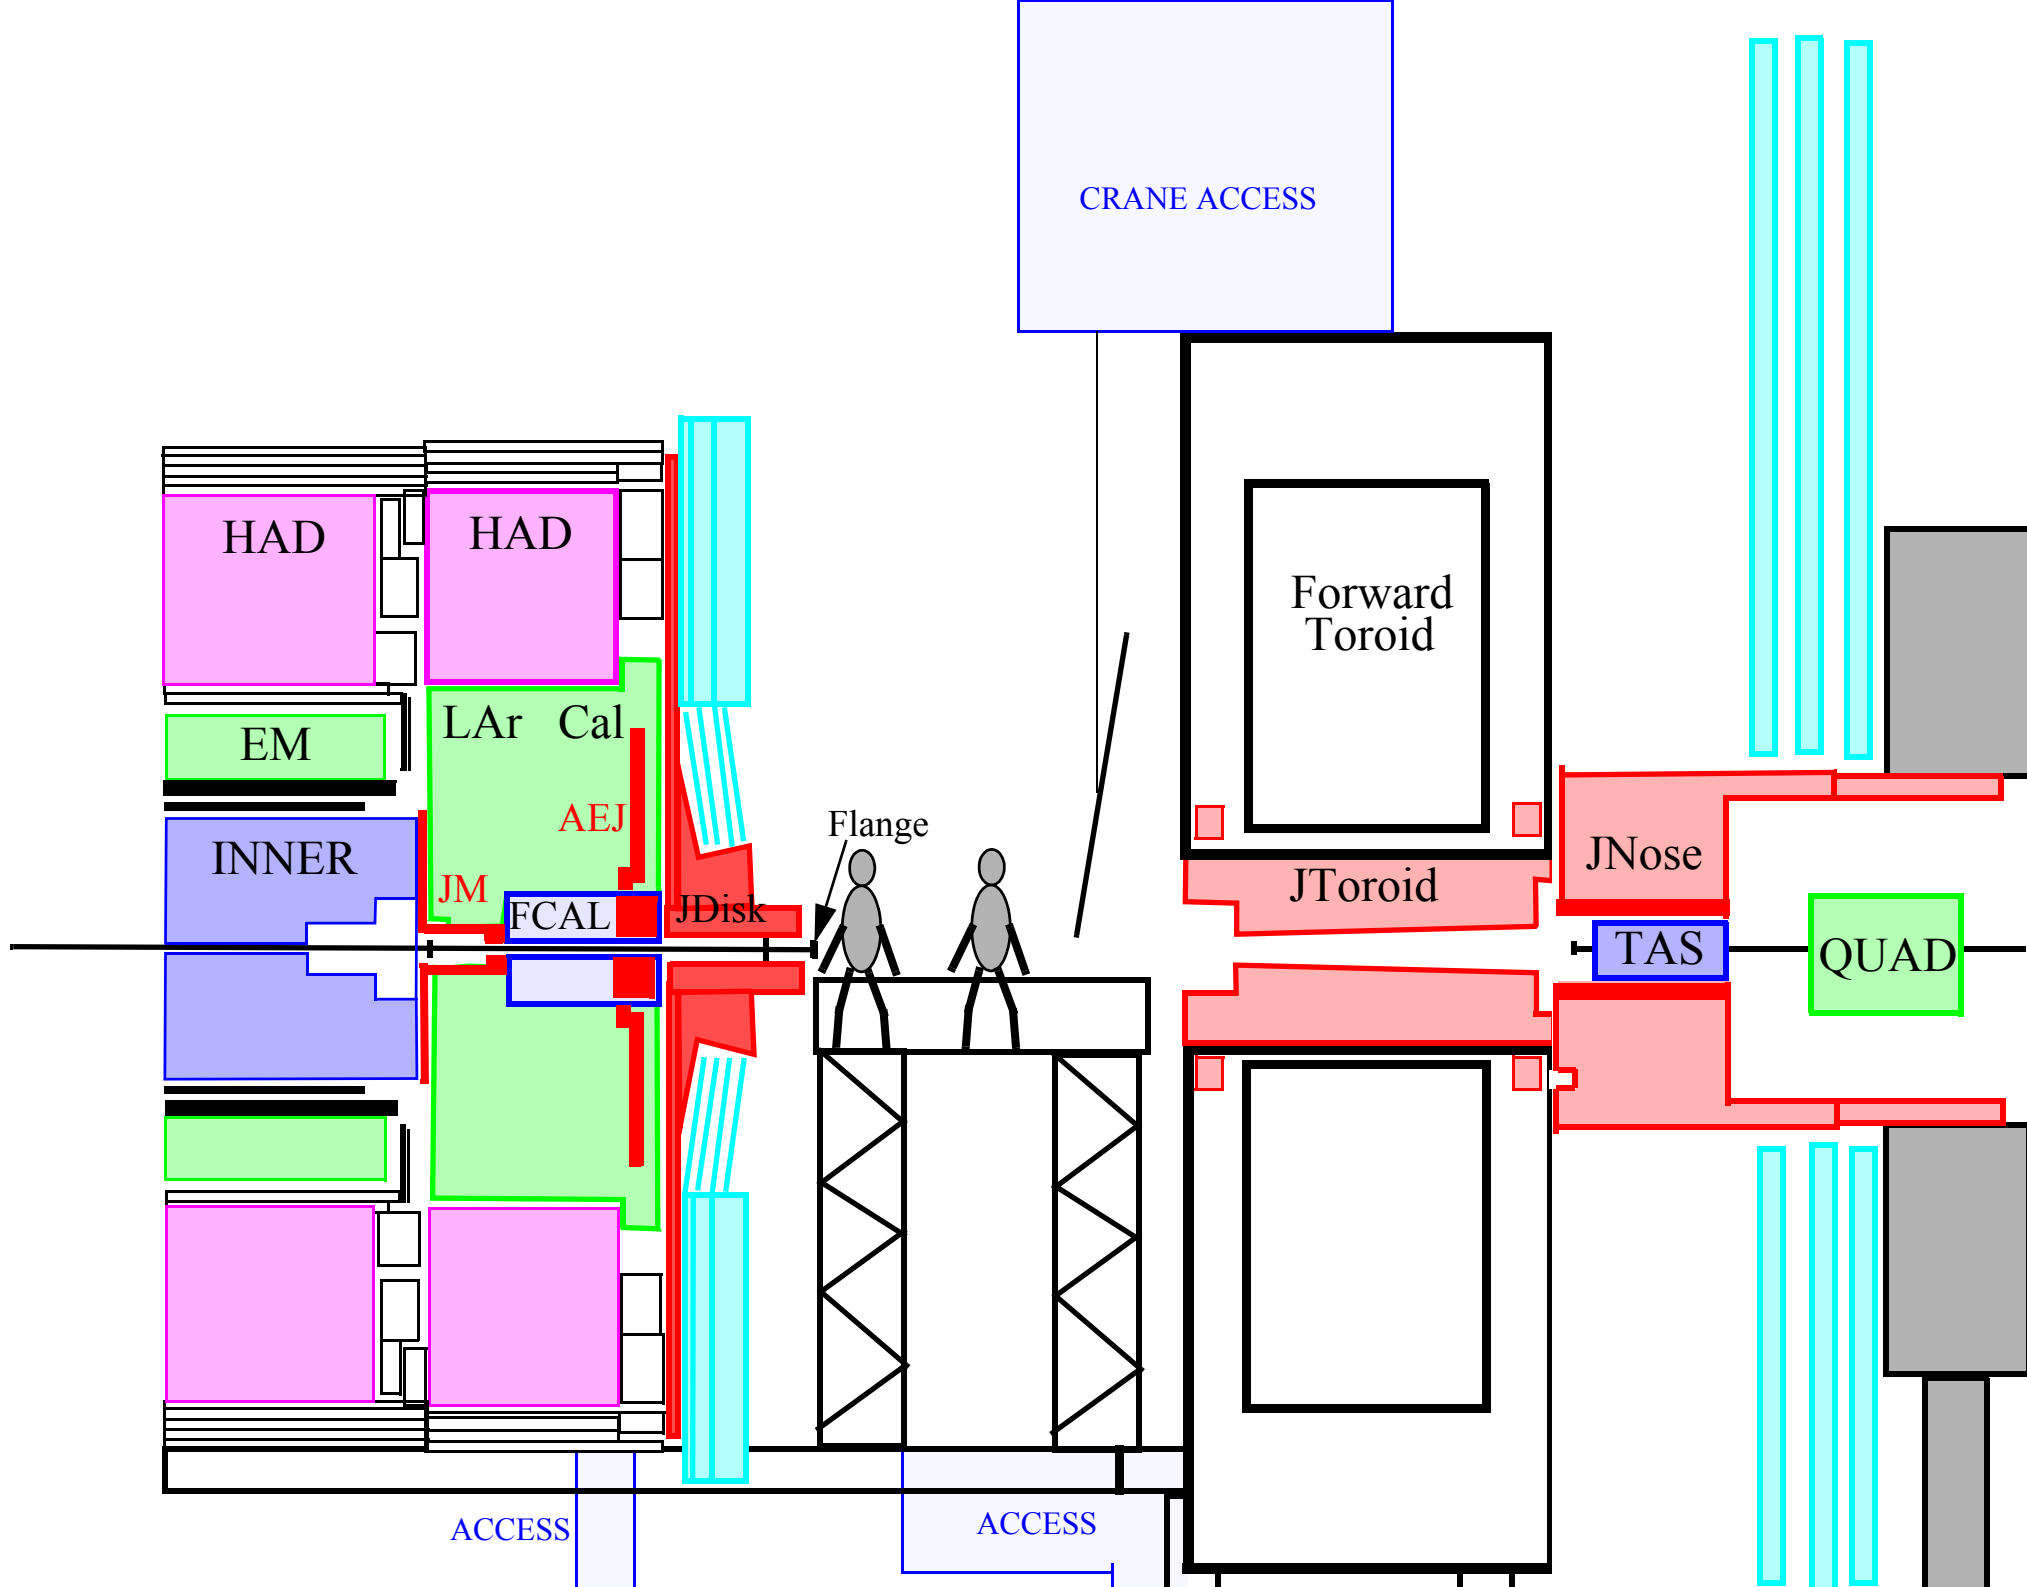 CRANE ACCESS
HAD
HAD
Forward
Toroid
LAr Cal
EM
AEJ
Flange
INNER
JM
FCAL
JDisk
JToroid
JNose
TAS
QUAD
ACCESS
ACCESS